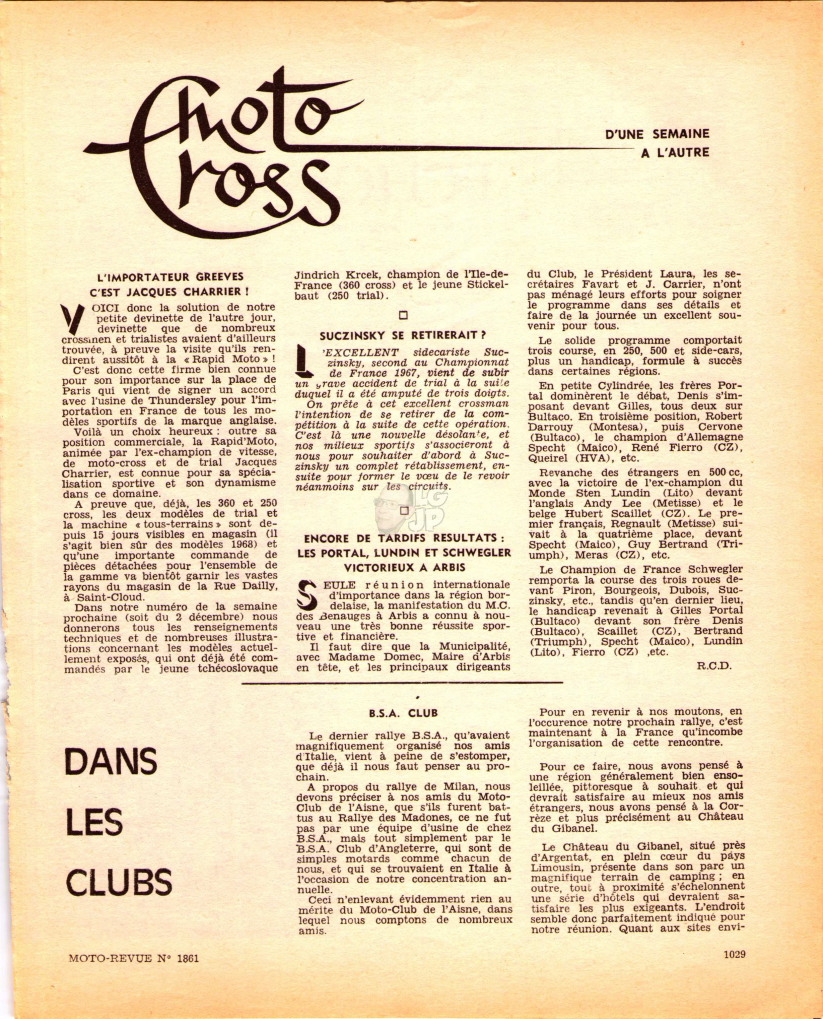 Moto
Cross
D'UNE SEMAINE
A L'AUTRE
L'IMPORTATEUR GREEVES
C'EST JACQUES CHARRIER !
VOICI donc la solution de notre
petite devinette de l'autre jour,
devinette que de nombreux
crossmen et trialistes avaient d'ailleurs
trouvée, à preuve la visite qu'ils ren-
dirent aussitôt à la « Rapid Moto » !
C'est donc cette firme bien connue
pour son importance sur la place de
Paris qui vient de signer un accord
avec l'usine de Thundersley pour l'im-
portation en France de tous les mo-
dèles sportifs de la marque anglaise.
Voilà un choix heureux : outre sa
position commerciale, la Rapid'Moto,
animée par l'ex-champion de vitesse,
de moto-cross et de trial Jacques
Charrier, est connue pour sa spécia-
lisation sportive et son dynamisme
dans ce domaine.
A preuve que, déjà, les 360 et 250
cross, les deux modèles de trial et
la machine « tous-terrains » sont de-
puis 15 jours visibles en magasin (il
s'agit bien sûr des modèles 1968) et
qu'une importante commande de
pièces détachées pour l'ensemble de
la gamme va bientôt garnir les vastes
rayons du magasin de la Rue Dailly,
à Saint-Cloud.
Dans notre numéro de la semaine
prochaine (soit du 2 décembre) nous
donnerons tous les renseignements
techniques et de nombreuses illustra-
tions concernant les modèles actuel-
lement exposés, qui ont déjà été com-
mandés par le jeune tchécoslovaque
Jindrich Krcek, champion de l'Ile-de-
France (360 cross) et le jeune Stickel-
baut (250 trial).
SUCZINSKY SE RETIRERAIT ?
L'EXCELLENT sidecariste Suc-
zinsky, second au Championnat
de France 1967, vient de subir
un grave accident de trial à la suite
duquel il a été amputé de trois doigts.
On prête à cet excellent crossman
l'intention de se retirer de la com-
pétition à la suite de cette opération.
C'est là une nouvelle désolan'e, et
nos milieux sportifs s'associeront à
nous pour souhaiter d'abord à Suc-
zinsky un complet rétablissement, en-
suite pour former le vœu de le revoir
néanmoins sur les circuits.
LG
JP
ENCORE DE TARDIFS RESULTATS :
LES PORTAL, LUNDIN ET SCHWEGLER
VICTORIEUX A ARBIS
SEULE réunion internationale
d'importance dans la région bor-
delaise, la manifestation du M.C.
des Benauges à Arbis a connu à nou-
veau une très bonne réussite spor-
tive et financière.
Il faut dire que la Municipalité,
avec Madame Domec, Maire d'Arbis
en tête, et les principaux dirigeants
du Club, le Président Laura, les se-
crétaires Favart et J. Carrier, n'ont
pas ménagé leurs efforts pour soigner
le programme dans ses détails et
faire de la journée un excellent sou-
venir pour tous.
Le solide programme comportait
trois course, en 250, 500 et side-cars,
plus un handicap, formule à succès
dans certaines régions.
En petite Cylindrée, les frères Por-
tal dominèrent le débat, Denis s'im-
posant devant Gilles, tous deux sur
Bultaco. En troisième position, Robert
Darrouy (Montesa), puis Cervone
(Bultaco), le champion d'Allemagne
Specht (Maico), René Fierro (CZ),
Queirel (HVA), etc.
Revanche des étrangers en 500 cc,
avec la victoire de l'ex-champion du
Monde Sten Lundin (Lito) devant
l'anglais Andy Lee (Metisse) et le
belge Hubert Scaillet (CZ). Le pre-
mier français, Regnault (Metisse) sui-
vait à la quatrième place, devant
Specht (Maico), Guy Bertrand (Tri-
umph), Meras (CZ), etc.
Le Champion de France Schwegler
remporta la course des trois roues de-
vant Piron, Bourgeois, Dubois, Suc-
zinsky, etc., tandis qu'en dernier lieu,
le handicap revenait à Gilles Portal
(Bultaco) devant son frère Denis
(Bultaco), Scaillet (CZ), Bertrand
(Triumph), Specht (Maico), Lundin
(Lito), Fierro (CZ) ,etc.
R.C.D.
DANS
LES
CLUBS
B.S.A. CLUB
Le dernier rallye B.S.A., qu'avaient
magnifiquement organisé nos amis
d'Italie, vient à peine de s'estomper,
que déjà il nous faut penser au pro-
chain.
A propos du rallye de Milan, nous
devons préciser à nos amis du Moto-
Club de l'Aisne, que s'ils furent bat-
tus au Rallye des Madones, ce ne fut
pas par une équipe d'usine de chez
B.S.A., mais tout simplement par le
B.S.A. Club d'Angleterre, qui sont de
simples motards comme chacun de
nous, et qui se trouvaient en Italie à
l'occasion de notre concentration an-
nuelle.
Ceci n'enlevant évidemment rien au
mérite du Moto-Club de l'Aisne, dans
lequel nous comptons de nombreux
amis.
Pour en revenir à nos moutons, en
l'occurence notre prochain rallye, c'est
maintenant à la France qu'incombe
l'organisation de cette rencontre.
Pour ce faire, nous avons pensé à
une région généralement bien enso-
leillée, pittoresque à souhait et qui
devrait satisfaire au mieux nos amis
étrangers, nous avons pensé à la Cor-
rèze et plus précisément au Château
du Gibanel.
Le Château du Gibanel, situé près
d'Argentat, en plein cœur du pays
Limousin, présente dans son parc un
magnifique terrain de camping ; en
outre, tout à proximité s'échelonnent
une série d'hôtels qui devraient sa-
tisfaire les plus exigeants. L'endroit
semble donc parfaitement indiqué pour
notre réunion. Quant aux sites envi-
MOTO-REVUE N° 1861
1029